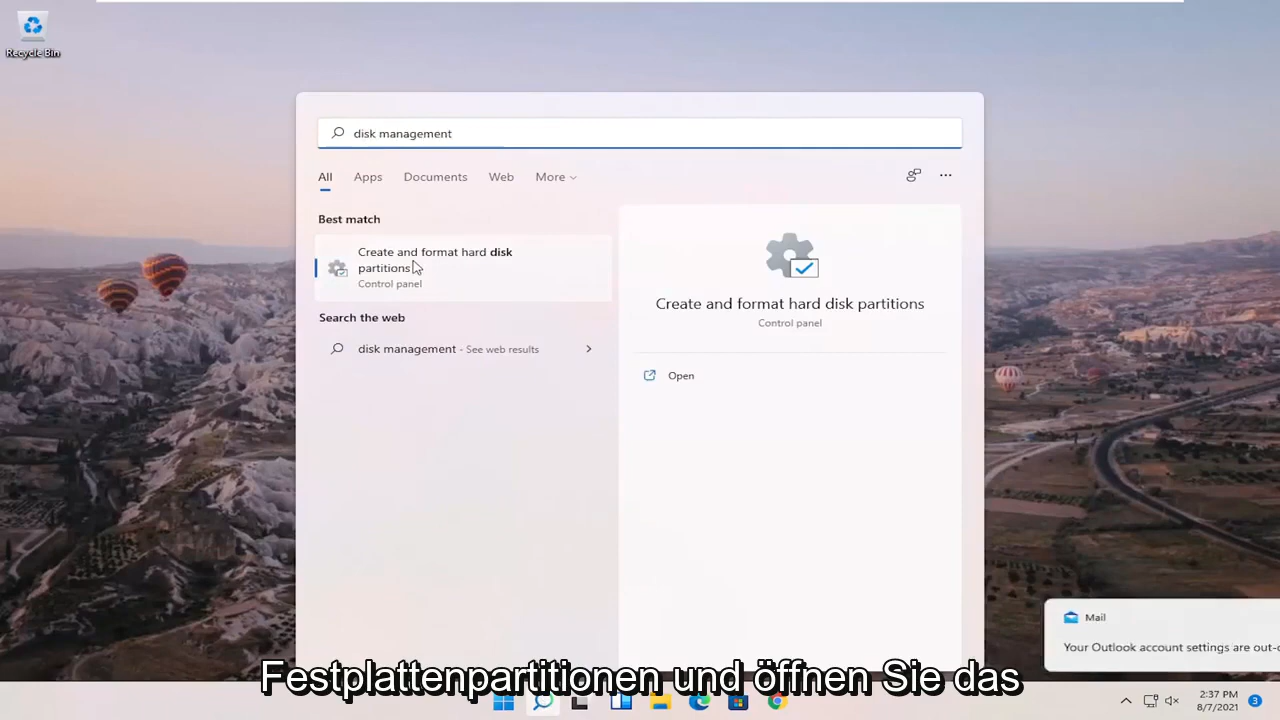 Recycle Bin
disk management
All Apps Documents Web More
Best match
Create and format hard disk
partitions
Control panel
Search the web
disk management - See web results
Create and format hard disk partitions
Control panel
Open
Mail
Your Outlook account settings are out-
Festplattenpartitionen und öffnen Sie das
2:37 PM
8/7/2021
3